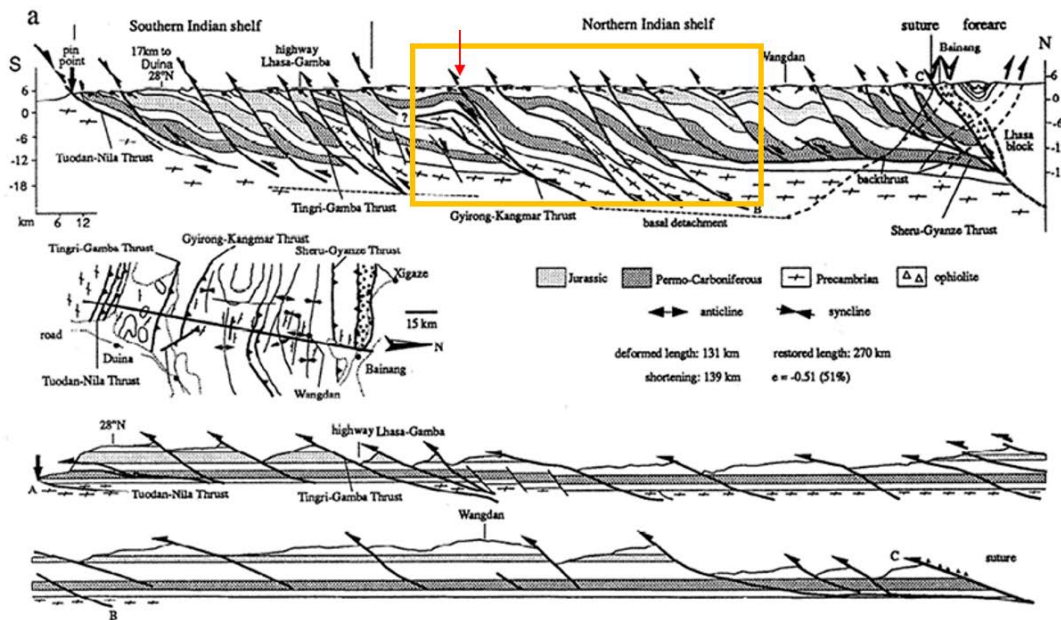 a
Southern Indian shelf
Northern Indian shelf
suture forearc
S
pin point
17km to Duina
28°N
highway Lhasa-Gamba
Wangdan
C
Bainang
N
6
0
-6
-12
-18
km 6 12
?
6
0
-6
-1
-1
Lhasa block
Tuodan-Nila Thrust
Tingri-Gamba Thrust
Gyirong-Kangmar Thrust
B
basal detachment
backthrust
Sheru-Gyanze Thrust
Tingri-Gamba Thrust
Gyirong-Kangmar Thrust
Sheru-Gyanze Thrust
Xigaze
15 km
N
road
Duina
Bainang
Tuodan-Nila Thrust
Wangdan
Jurassic
Permo-Carboniferous
Precambrian
ophiolite
anticline
syncline
deformed length: 131 km
restored length: 270 km
shortening: 139 km
e = -0.51 (51%)
28°N
highway Lhasa-Gamba
A
Tuodan-Nila Thrust
Tingri-Gamba Thrust
Wangdan
C
suture
B